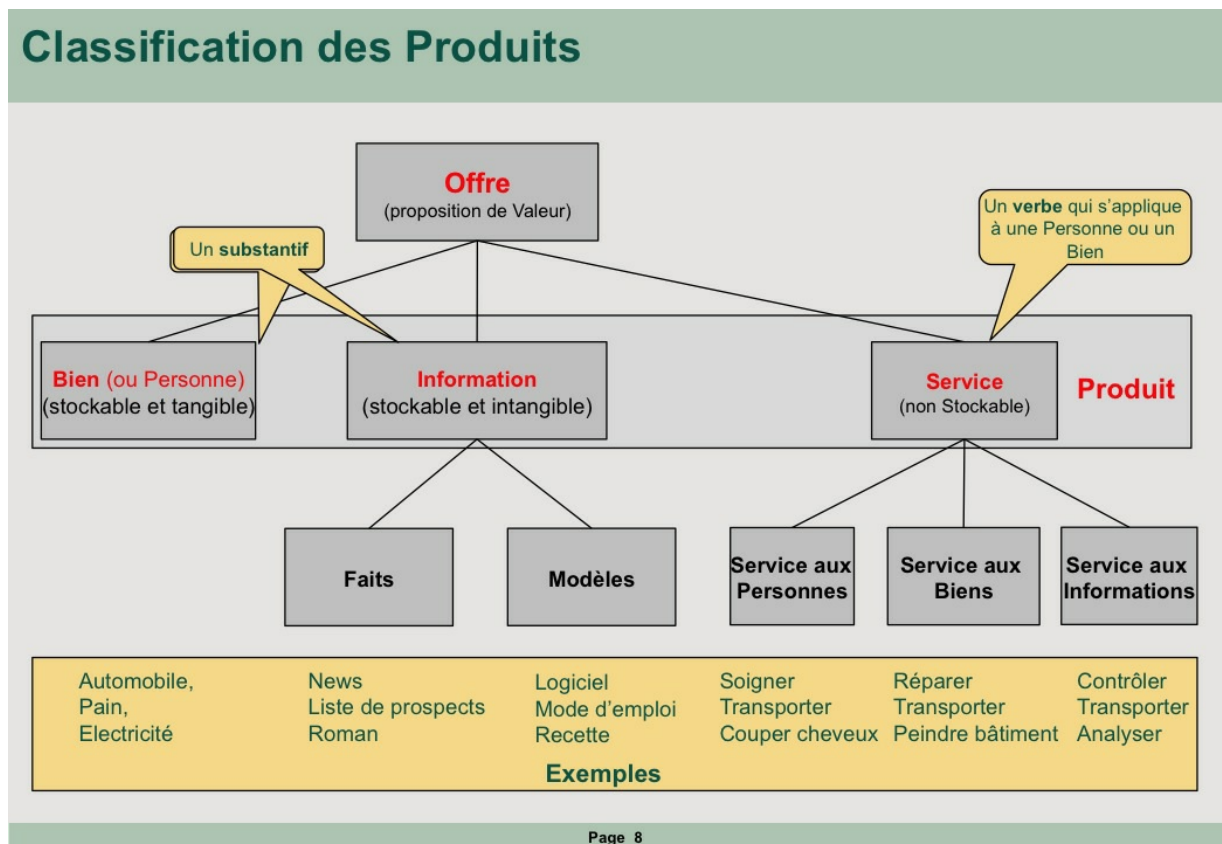 Classification des Produits
Offre
(proposition de Valeur)
Un substantif
Un verbe qui s'applique
à une Personne ou un
Bien
Bien (ou Personne)
(stockable et tangible)
Information
(stockable et intangible)
Service
(non Stockable)
Produit
Faits
Modèles
Service aux
Personnes
Service aux
Biens
Service aux
Informations
Automobile,
Pain,
Electricité
News
Liste de prospects
Roman
Logiciel
Mode d'emploi
Recette
Soigner
Transporter
Couper cheveux
Réparer
Transporter
Peindre bâtiment
Contrôler
Transporter
Analyser
Exemples
Page 8